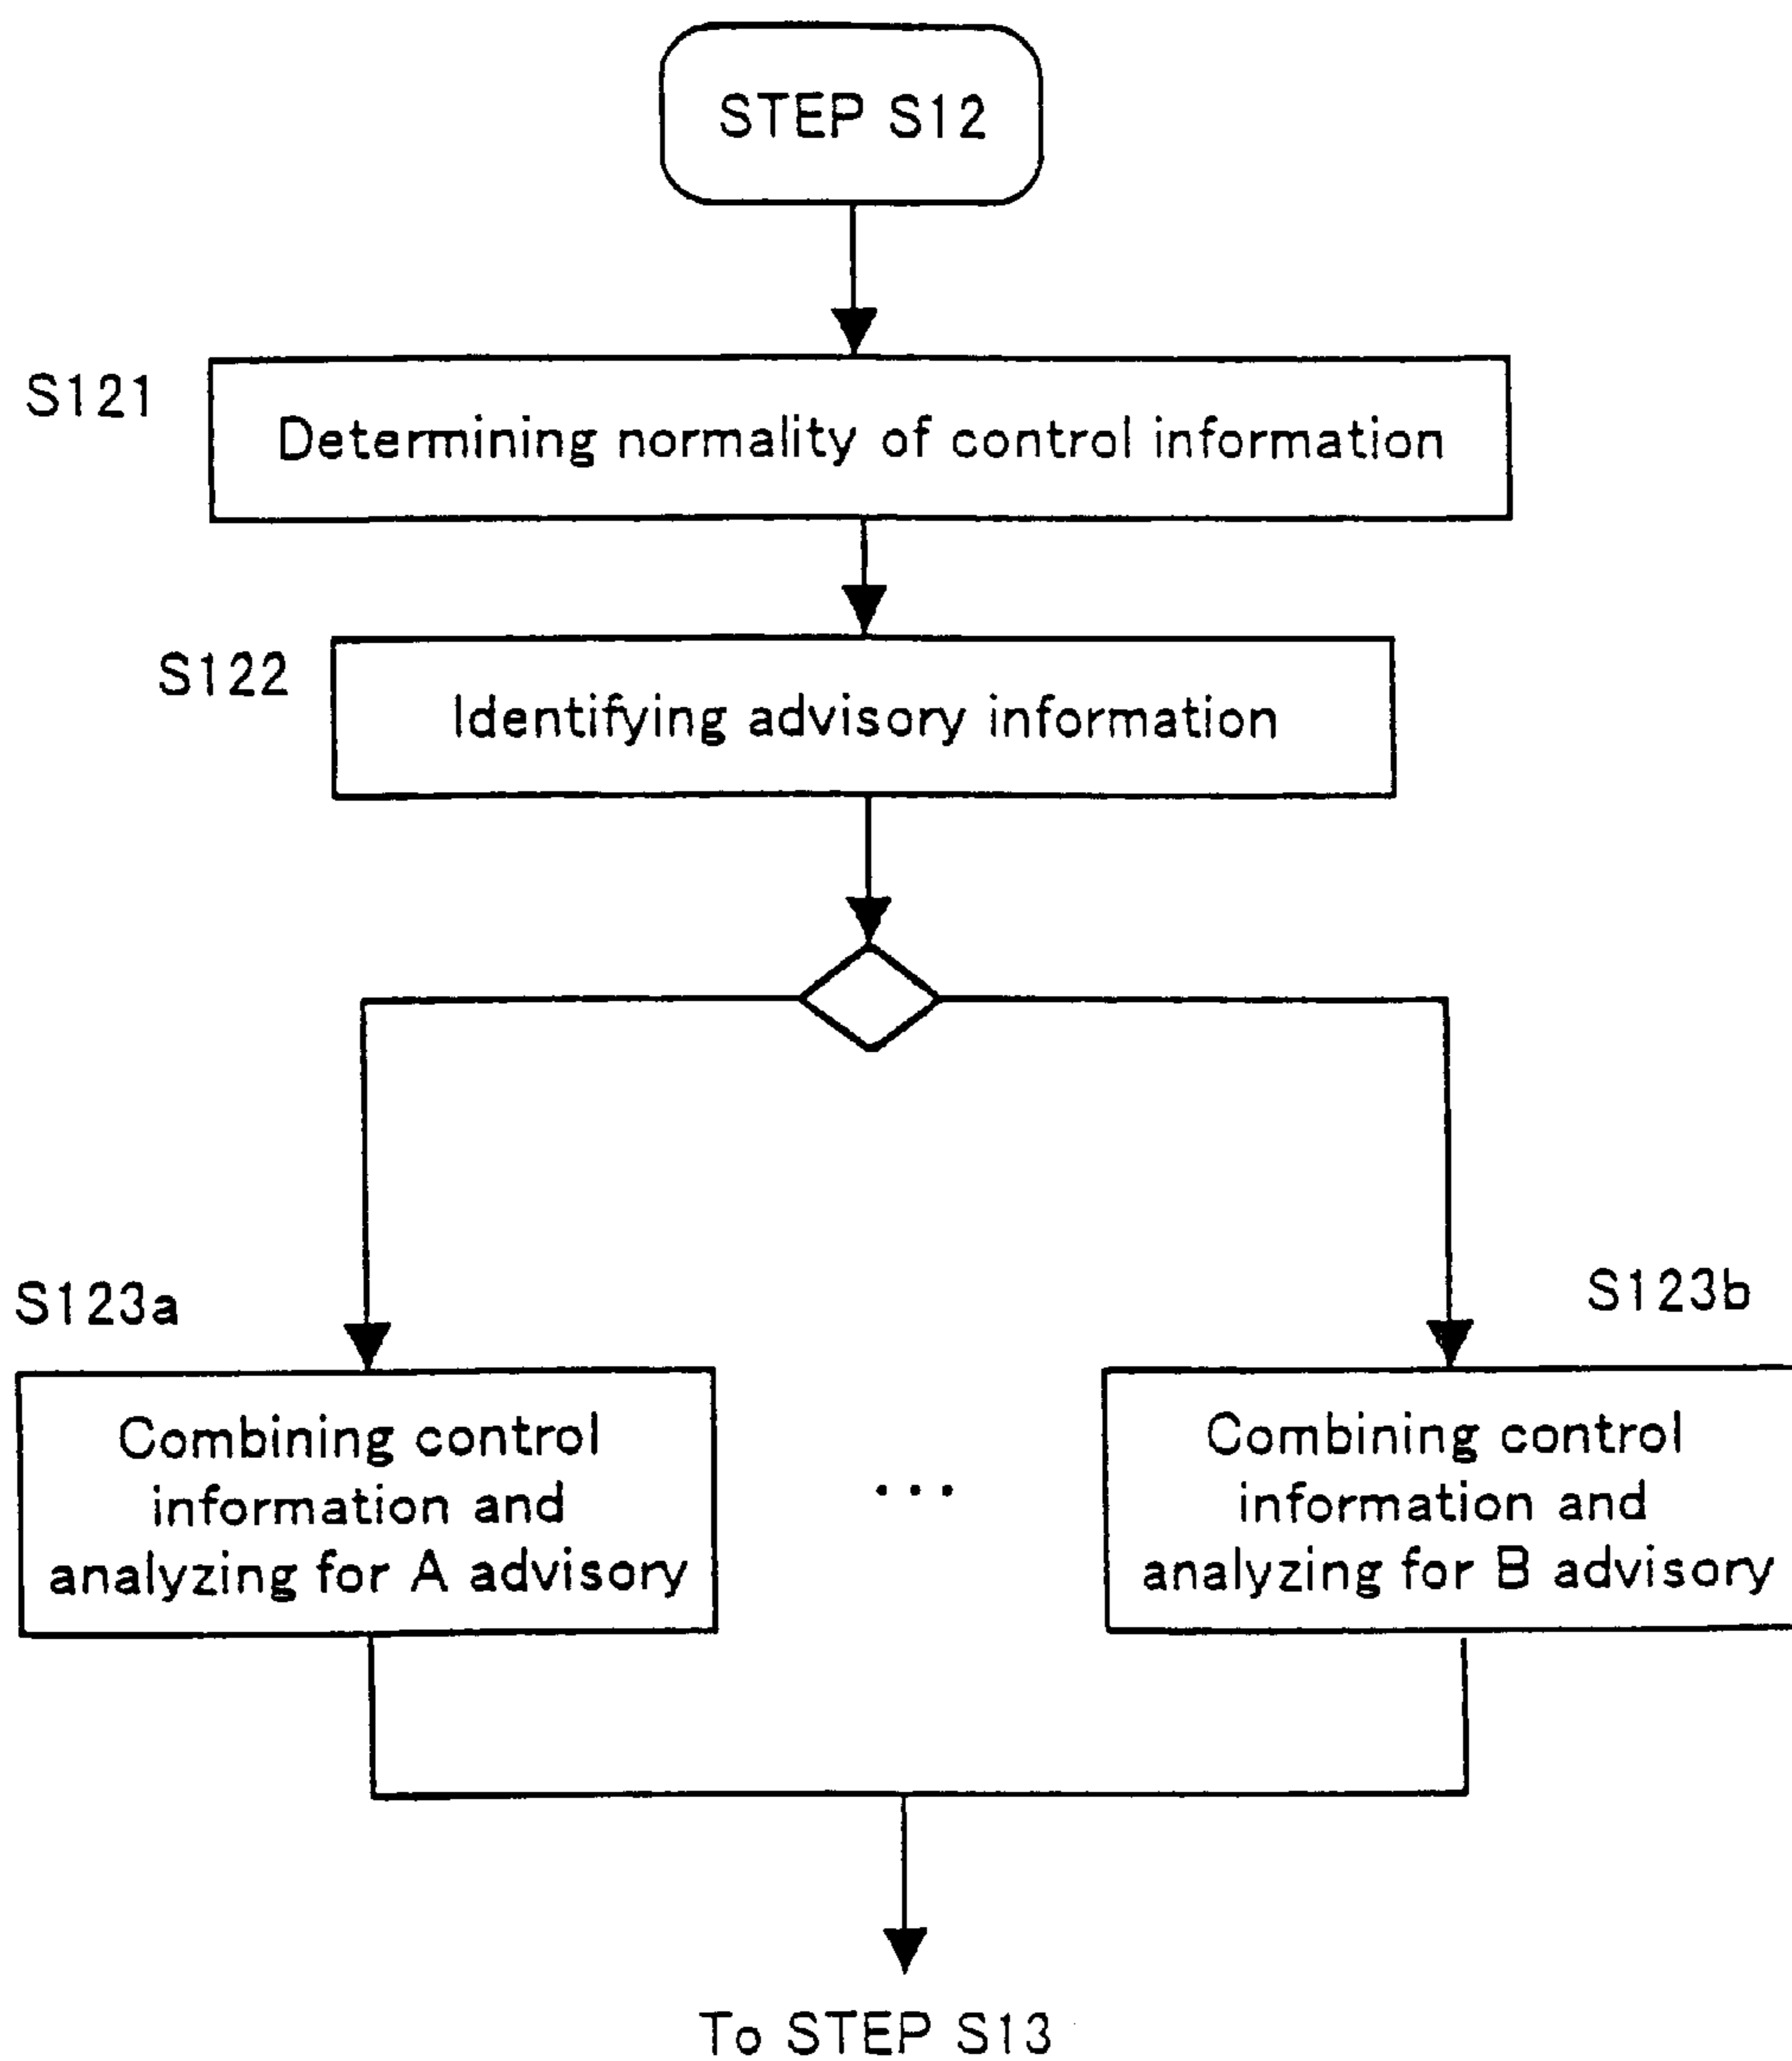 STEP S12
S121
Determining normality of control information
S122
Identifying advisory information
S123a
S123b
Combining control
information and
analyzing for A advisory
...
Combining control
information and
analyzing for B advisory
To STEP S13